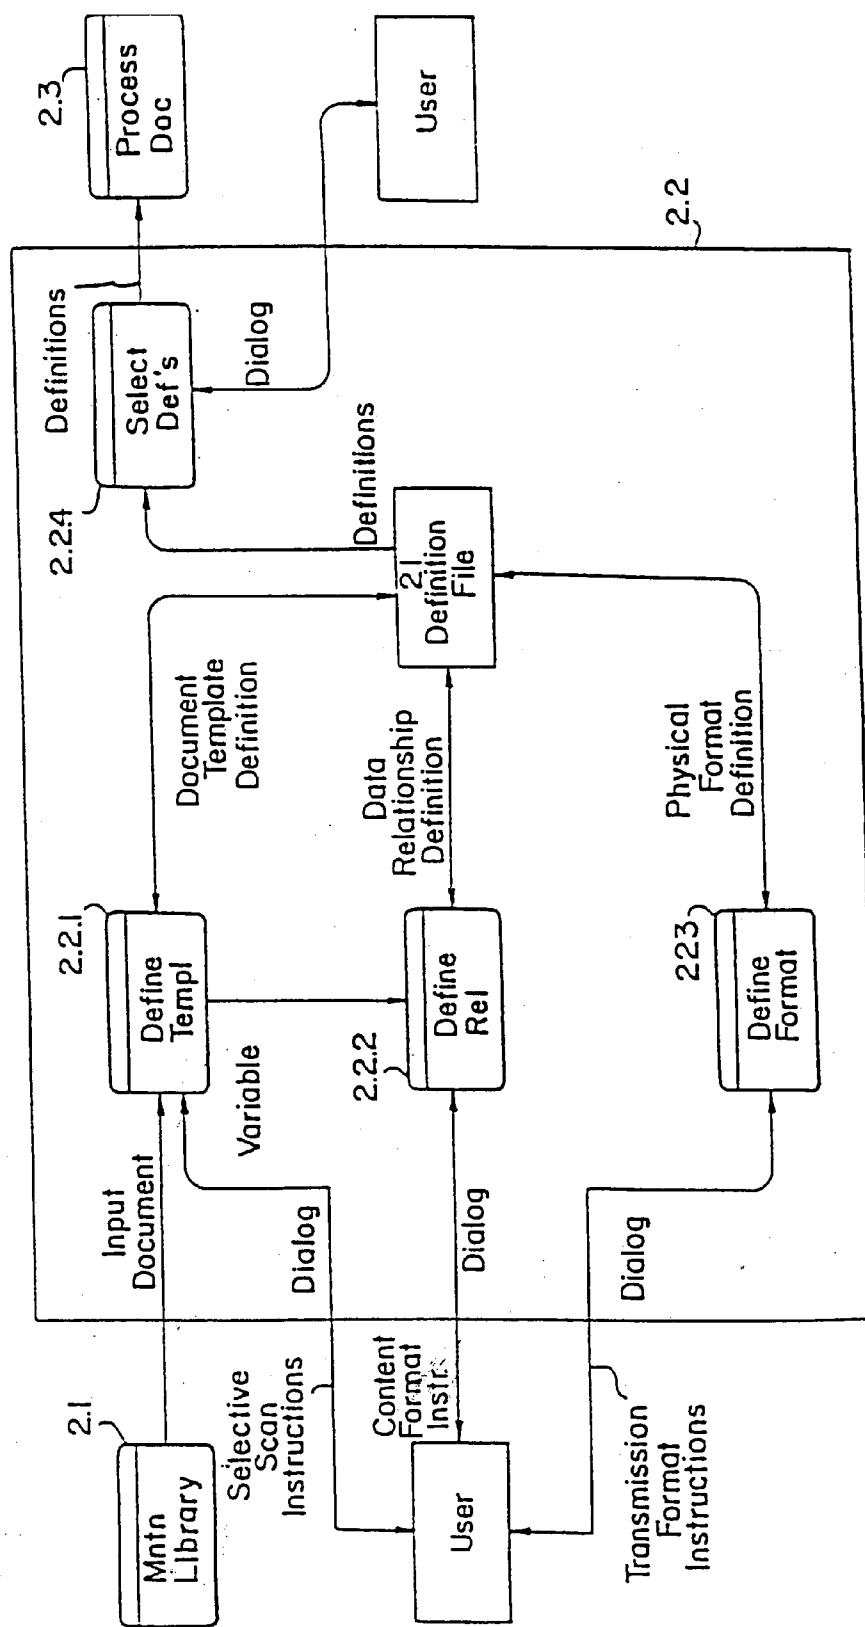 2.1
Mntn
Library
Input
Document
2.2.1
Define
Templ
Document
Template
Definition
2.2.4
Select
Def's
Definitions
2.3
Process
Doc
Selective
Scan
Instructions
Dialog
Variable
Definitions
Dialog
User
User
Content
Format
Instr.
Dialog
2.2.2
Define
Rel
Data
Relationship
Definition
2.1
Definition
File
2.2
Transmission
Format
Instructions
Dialog
223
Define
Format
Physical
Format
Definition